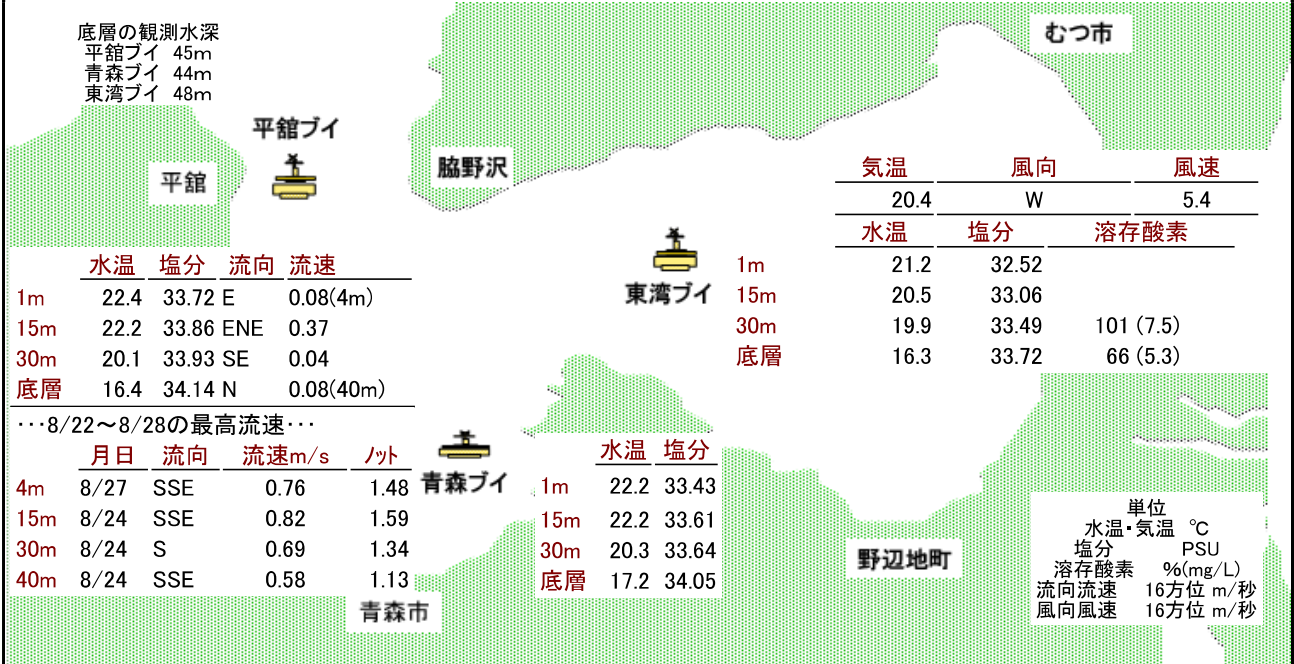 底層の観測水深
平舘ブイ 45m
青森ブイ 44m
東湾ブイ 48m
むつ市
平舘ブイ
平舘
脇野沢
気温 風向 風速
20.4 W 5.4
水温 塩分 溶存酸素
1m 21.2 32.52
15m 20.5 33.06
30m 19.9 33.49 101 (7.5)
底層 16.3 33.72 66 (5.3)
東湾ブイ
水温 塩分 流向 流速
1m 22.4 33.72 E 0.08(4m)
15m 22.2 33.86 ENE 0.37
30m 20.1 33.93 SE 0.04
底層 16.4 34.14 N 0.08(40m)
･･･8/22～8/28の最高流速･･･
月日 流向 流速m/s ﾉｯﾄ
4m 8/27 SSE 0.76 1.48
15m 8/24 SSE 0.82 1.59
30m 8/24 S 0.69 1.34
40m 8/24 SSE 0.58 1.13
青森ブイ
水温 塩分
1m 22.2 33.43
15m 22.2 33.61
30m 20.3 33.64
底層 17.2 34.05
青森市
野辺地町
単位
水温・気温 ℃
塩分 PSU
溶存酸素 %(mg/L)
流向流速 16方位 m/秒
風向風速 16方位 m/秒